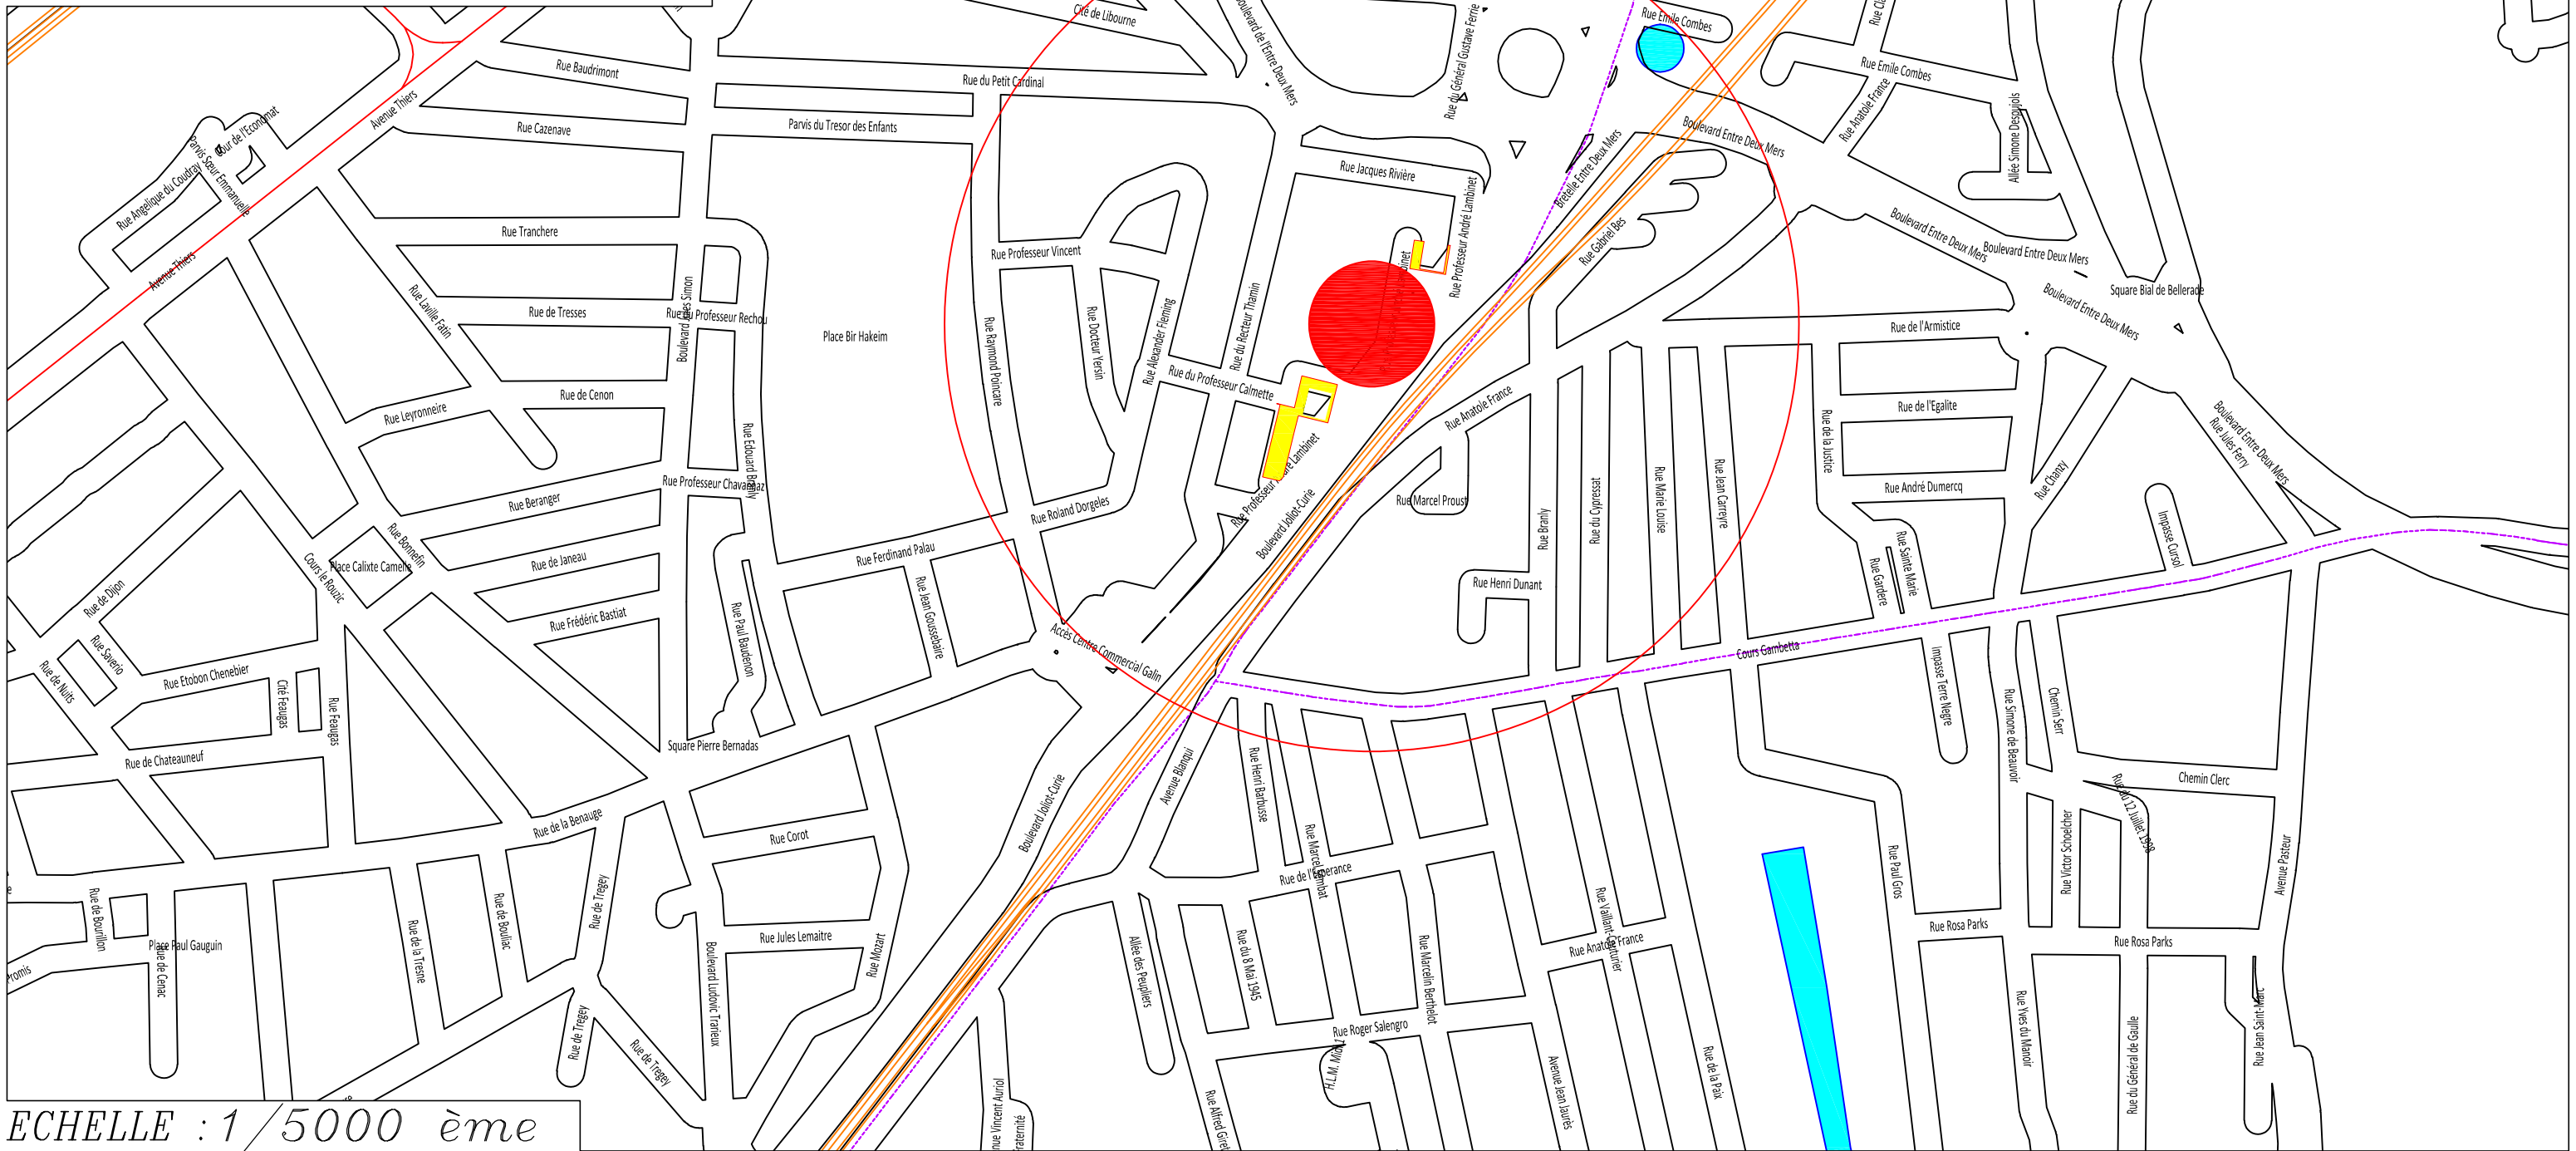 Cité de Libourne
Boulevard de l'Entre Deux Mers
Rue du Général Gustave Ferrie
Rue Emile Combes
Rue Baudrimont
Rue du Petit Cardinal
Rue Emile Combes
Avenue Thiers
Rue Cazenave
Parvis du Tresor des Enfants
Rue Anatole France
Allée Simone Desguois
Cour de l'Economat
Parvis Sœur Emmanuelle
Rue Angelique du Coudray
Boulevard Entre Deux Mers
Bretelle Entre Deux Mers
Rue Jacques Rivière
Rue Professeur André Lambinet
Rue Tranchere
Rue Professeur Vincent
Rue Gabriel Bes
Boulevard Entre Deux Mers
Boulevard Entre Deux Mers
Avenue Thiers
Square Bial de Bellerade
Boulevard Entre Deux Mers
Rue Laville Fatin
Rue de Tresses
Boulevard Jules Simon
Rue du Professeur Rechou
Place Bir Hakeim
Rue Raymond Poincare
Rue Docteur Yersin
Rue Alexander Fleming
Rue du Recteur Thamin
Rue de l'Armistice
Rue du Professeur Calmette
Rue de Cenon
Rue Leyronneire
Rue Anatole France
Rue de l'Egalite
Rue de la Justice
Boulevard Entre Deux Mers
Rue Jules Ferry
Rue Edouard Branly
Rue Professeur Chavannaz
Rue Beranger
Rue Roland Dorgeles
Boulevard Joliot-Curie
Rue Marcel Proust
Rue Branly
Rue du Cypressat
Rue Marie Louise
Rue Jean Carreyre
Rue André Dumercq
Rue Chanzy
Impasse Cursol
Rue Bonnefin
Cours le Rouzic
Place Calixte Camelle
Rue de Janeau
Rue Ferdinand Palau
Rue Jean Goussebaire
Rue Henri Dunant
Rue Gardere
Rue Sainte Marie
Rue de Dijon
Rue Frédéric Bastiat
Rue Paul Baudenon
Accès Centre Commercial Galin
Cours Gambetta
Rue Saverio
Rue de Nuits
Rue Etobon Chenebier
Cité Feaugas
Rue Feaugas
Impasse Terre Negre
Rue Simone de Beauvoir
Chemin Serr
Square Pierre Bernadas
Rue de Chateauneuf
Avenue Blanqui
Rue Henri Barbusse
Chemin Clerc
Rue du 12 Juillet 1998
Boulevard Joliot-Curie
Rue de la Benauge
Rue Corot
Rue de l'Esperance
Rue Paul Gros
Rue Victor Schoelcher
Avenue Pasteur
Rue de Bourillon
Place Paul Gauguin
Rue de Cenac
Rue de la Tresne
Rue de Bouliac
Rue de Tregey
Rue Jules Lemaitre
Rue Mozart
Boulevard Ludovic Trarieux
Allée des Peupliers
Rue du 8 Mai 1945
Rue Marcelin Berthelot
Rue Vaillant-Couturier
Rue Anatole France
Rue Rosa Parks
Rue Rosa Parks
Promis
Rue de Tregey
Rue de Tregey
Rue Roger Salengro
Avenue Jean Jaurès
Rue de la Paix
Rue Yves du Manoir
Rue du Général de Gaulle
Rue Jean Saint-Marc
nue Vincent Auriol
raternité
ECHELLE : 1/5000 ème